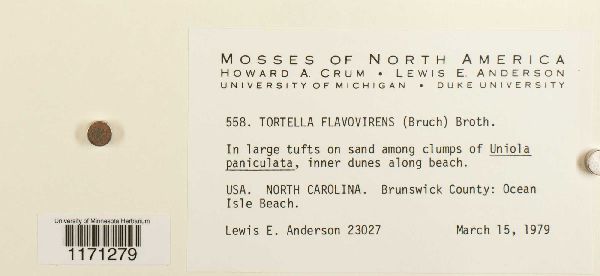 MOSSES OF NORTH AMERICA
HOWARD A. CRUM • LEWIS E. ANDERSON
UNIVERSITY OF MICHIGAN • DUKE UNIVERSITY
558. TORTELLA FLAVOVIRENS (Bruch) Broth.
In large tufts on sand among clumps of Uniola
paniculata, inner dunes along beach.
USA. NORTH CAROLINA. Brunswick County: Ocean
Isle Beach.
Lewis E. Anderson 23027 March 15, 1979
University of Minnesota Herbarium
1171279